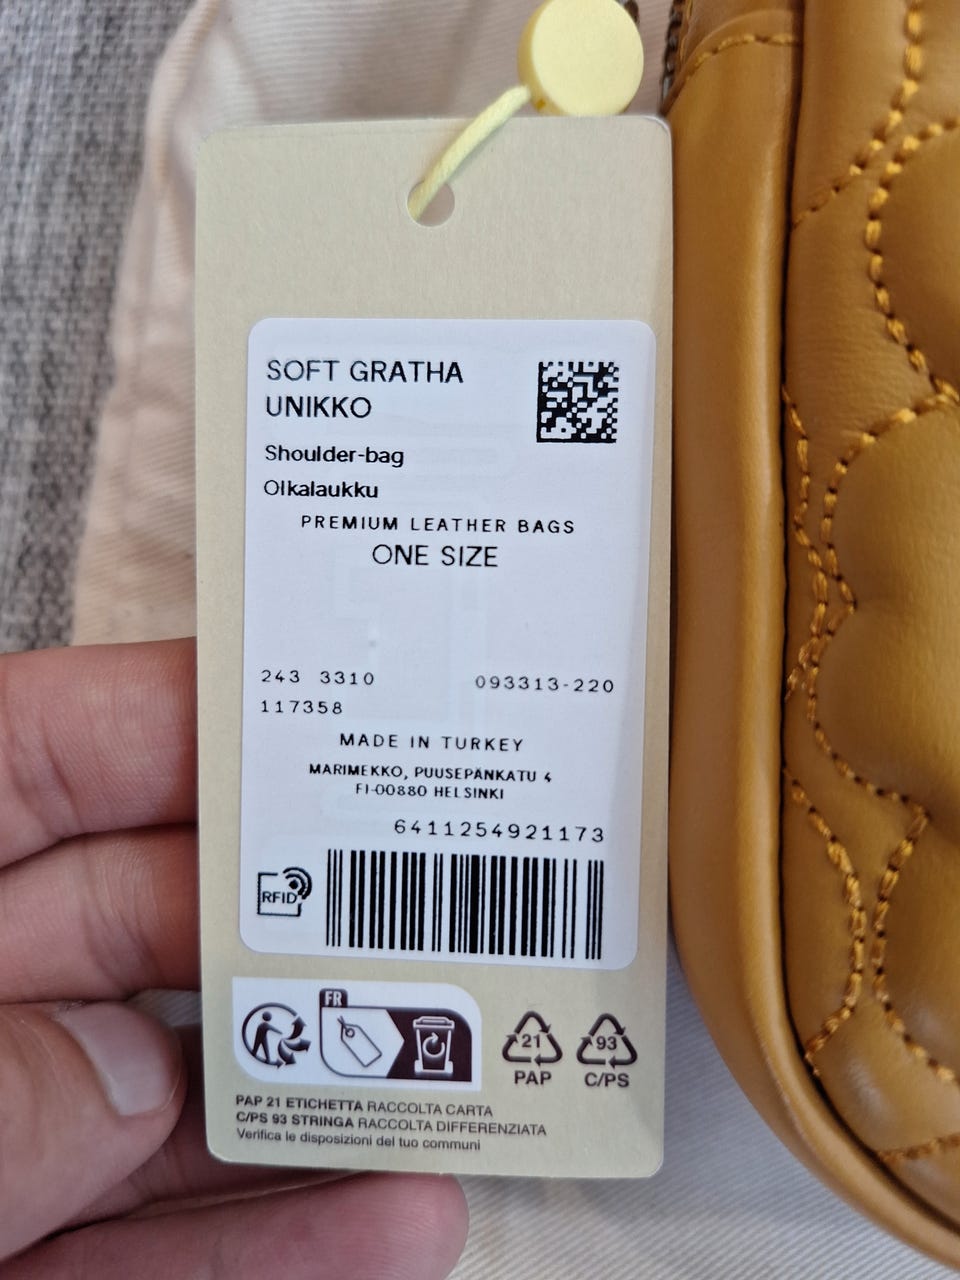 SOFT GRATHA
UNIKKO
Shoulder-bag
Olkalaukku
PREMIUM LEATHER BAGS
ONE SIZE
243 3310 093313-220
117358
MADE IN TURKEY
MARIMEKKO, PUUSEPÄNKATU 4
FI-00880 HELSINKI
6411254921173
RFID
FR
21
PAP
93
C/PS
PAP 21 ETICHETTA RACCOLTA CARTA
C/PS 93 STRINGA RACCOLTA DIFFERENZIATA
Verifica le disposizioni del tuo comuni